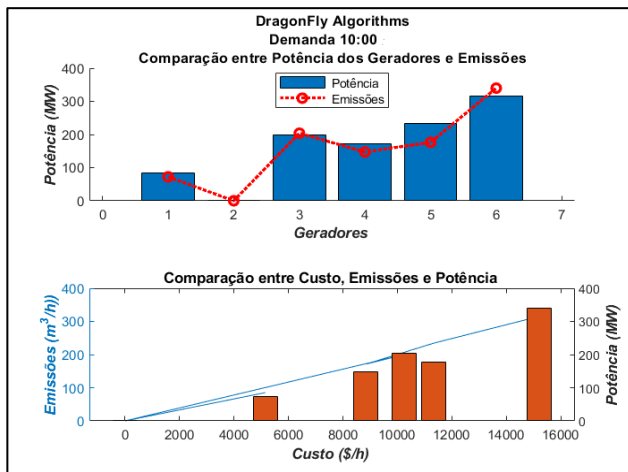 DragonFly Algorithms
Demanda 10:00
Comparação entre Potência dos Geradores e Emissões
400
300
200
100
0
Potência (MW)
Potência
Emissões
0 1 2 3 4 5 6 7
Geradores
Comparação entre Custo, Emissões e Potência
400
300
200
100
0
Emissões (m³/h))
400
300
200
100
0
Potência (MW)
0 2000 4000 6000 8000 10000 12000 14000 16000
Custo ($/h)